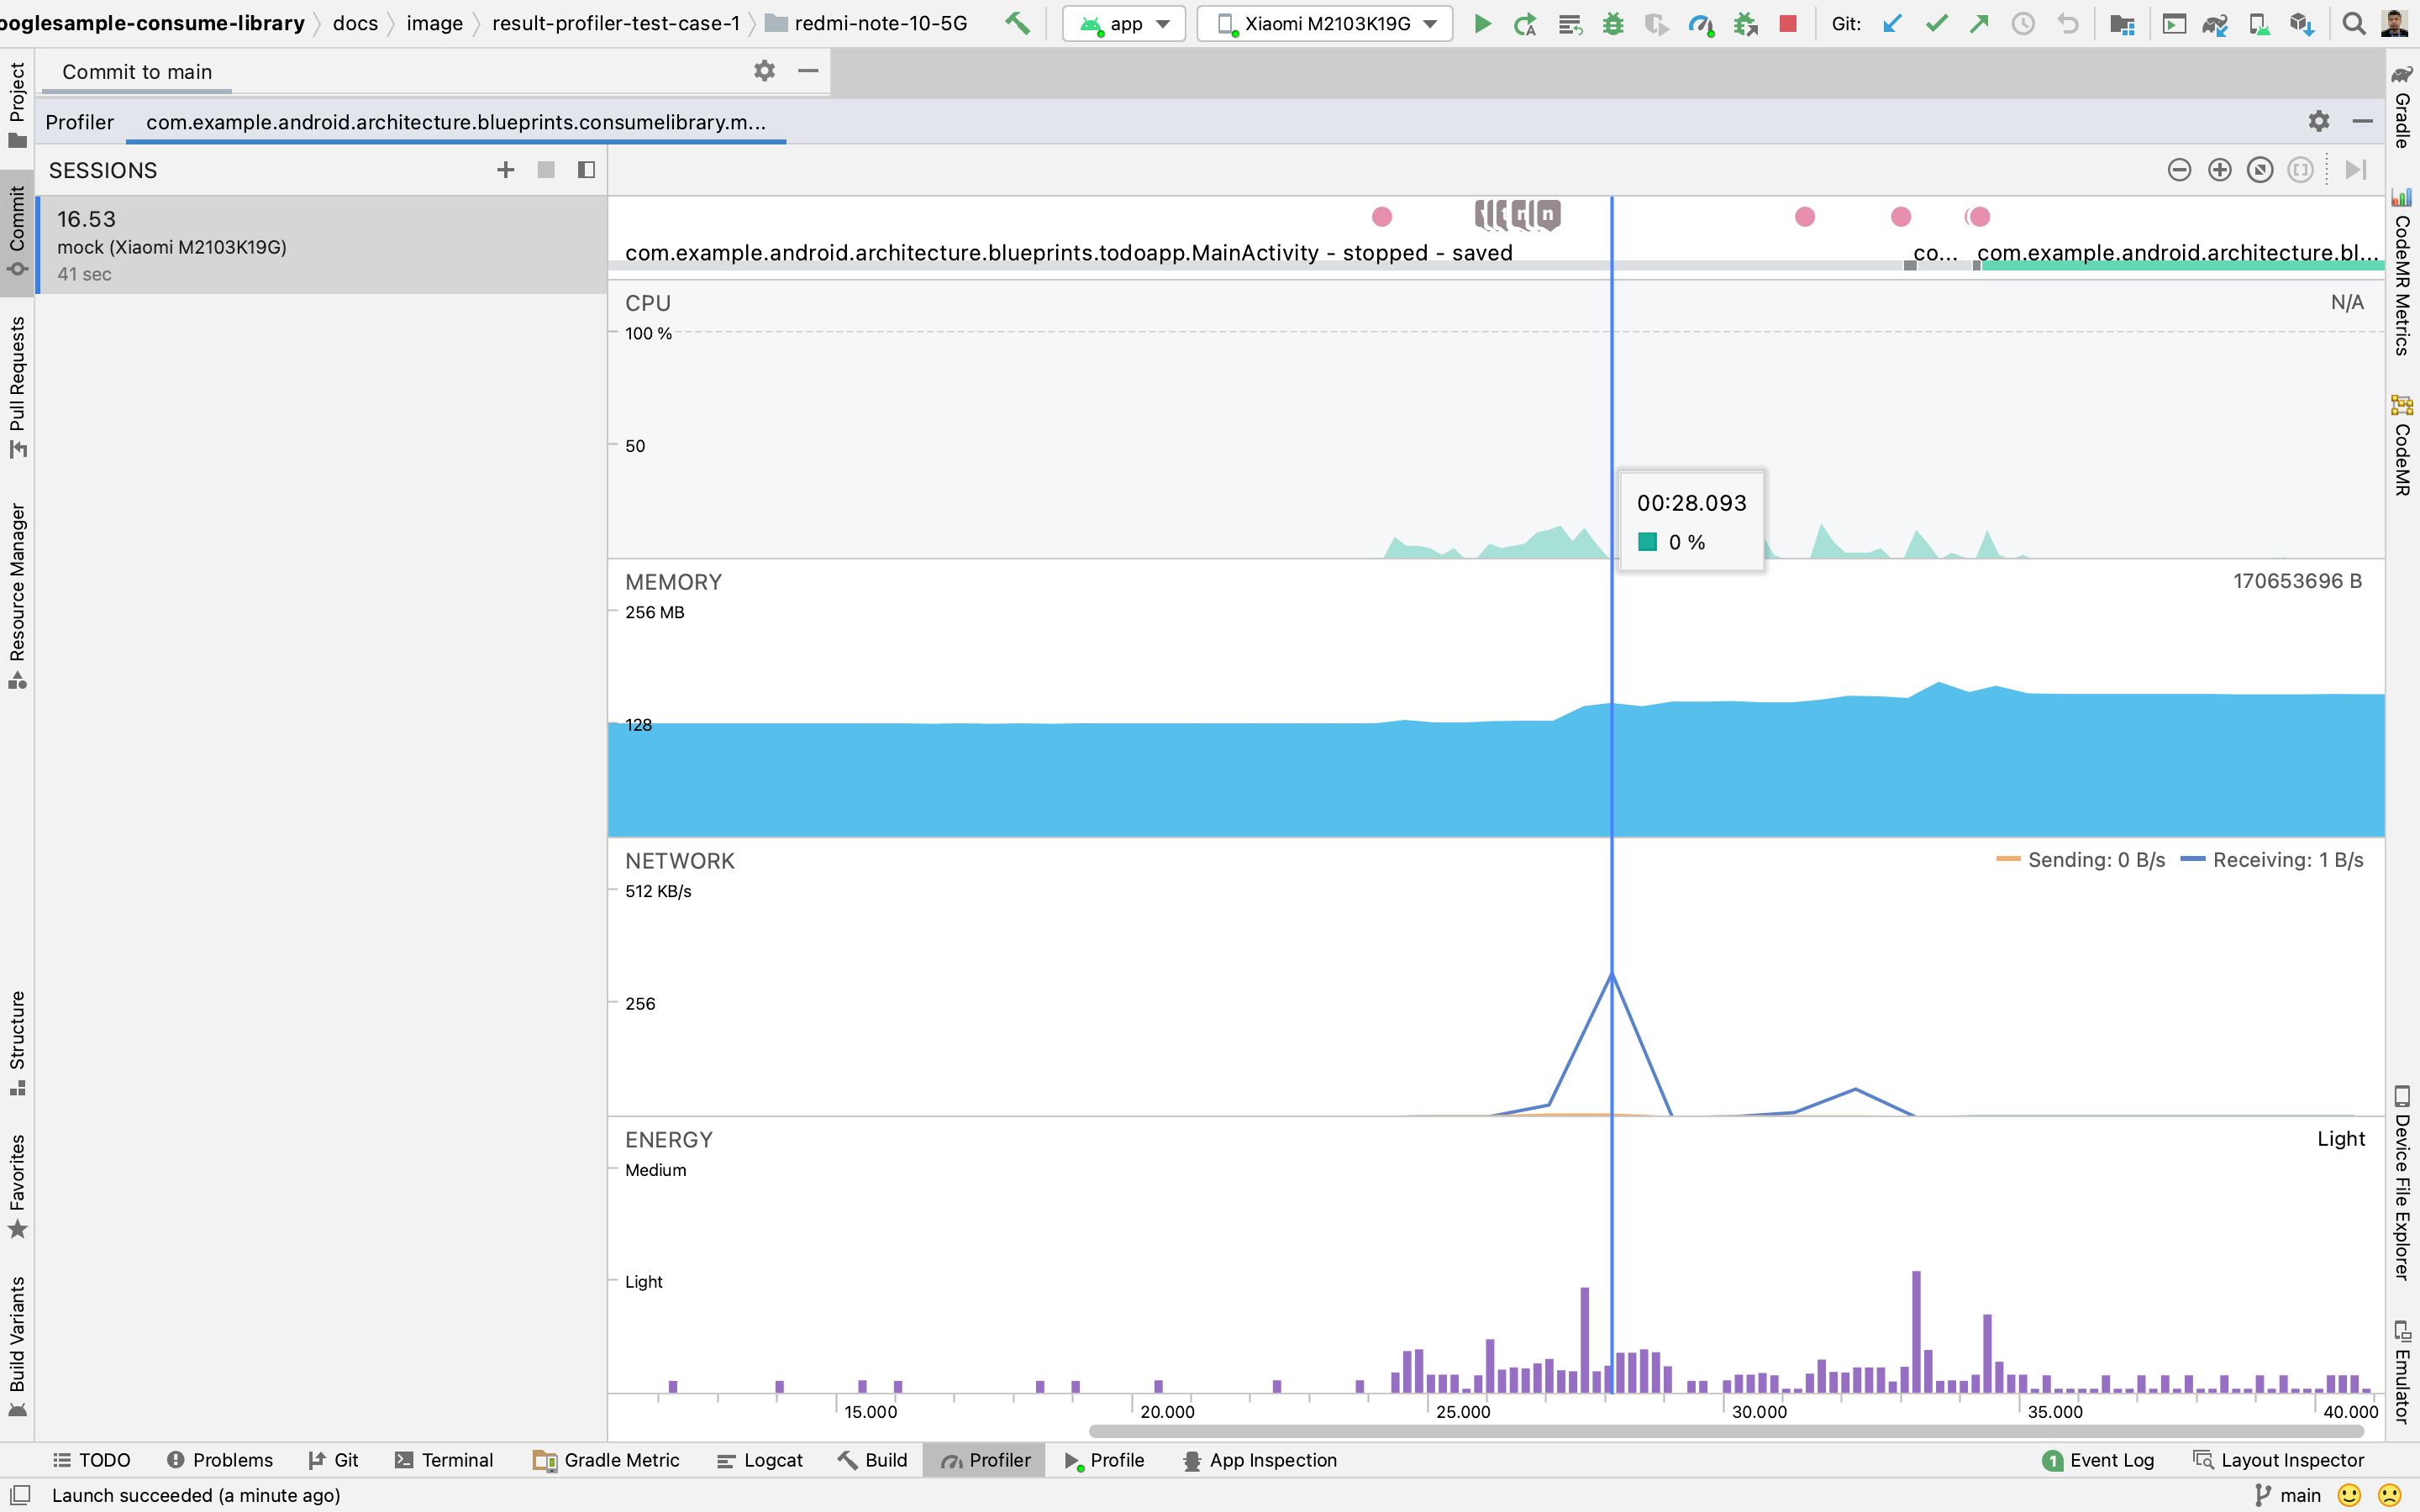 ooglesample-consume-library docs image result-profiler-test-case-1 redmi-note-10-5G app Xiaomi M2103K19G Git:
Commit to main
Profiler com.example.android.architecture.blueprints.consumelibrary.m...
SESSIONS
16.53
mock (Xiaomi M2103K19G)
41 sec
n
com.example.android.architecture.blueprints.todoapp.MainActivity - stopped - saved co... com.example.android.architecture.bl...
CPU N/A
100 %
50
00:28.093
0 %
MEMORY 170653696 B
256 MB
128
NETWORK Sending: 0 B/s Receiving: 1 B/s
512 KB/s
256
ENERGY Light
Medium
Light
15.000 20.000 25.000 30.000 35.000 40.000
Project
Commit
Pull Requests
Resource Manager
Structure
Favorites
Build Variants
Gradle
CodeMR Metrics
CodeMR
Device File Explorer
Emulator
TODO Problems Git Terminal Gradle Metric Logcat Build Profiler Profile App Inspection 1 Event Log Layout Inspector
Launch succeeded (a minute ago) main